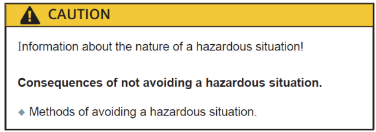 CAUTION
Information about the nature of a hazardous situation!
Consequences of not avoiding a hazardous situation.
Methods of avoiding a hazardous situation.